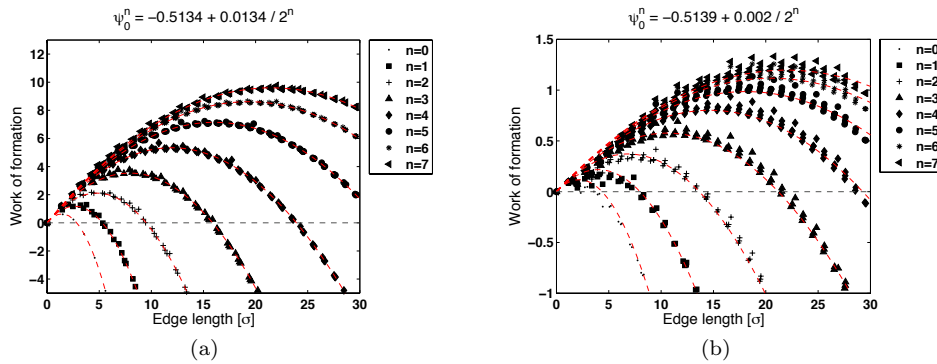 ψ₀ⁿ = −0.5134 + 0.0134 / 2ⁿ
12
10
8
6
4
2
0
−2
−4
Work of formation
0 5 10 15 20 25 30
Edge length [σ]
n=0
n=1
n=2
n=3
n=4
n=5
n=6
n=7
(a)
ψ₀ⁿ = −0.5139 + 0.002 / 2ⁿ
1.5
1
0.5
0
−0.5
−1
Work of formation
0 5 10 15 20 25 30
Edge length [σ]
n=0
n=1
n=2
n=3
n=4
n=5
n=6
n=7
(b)